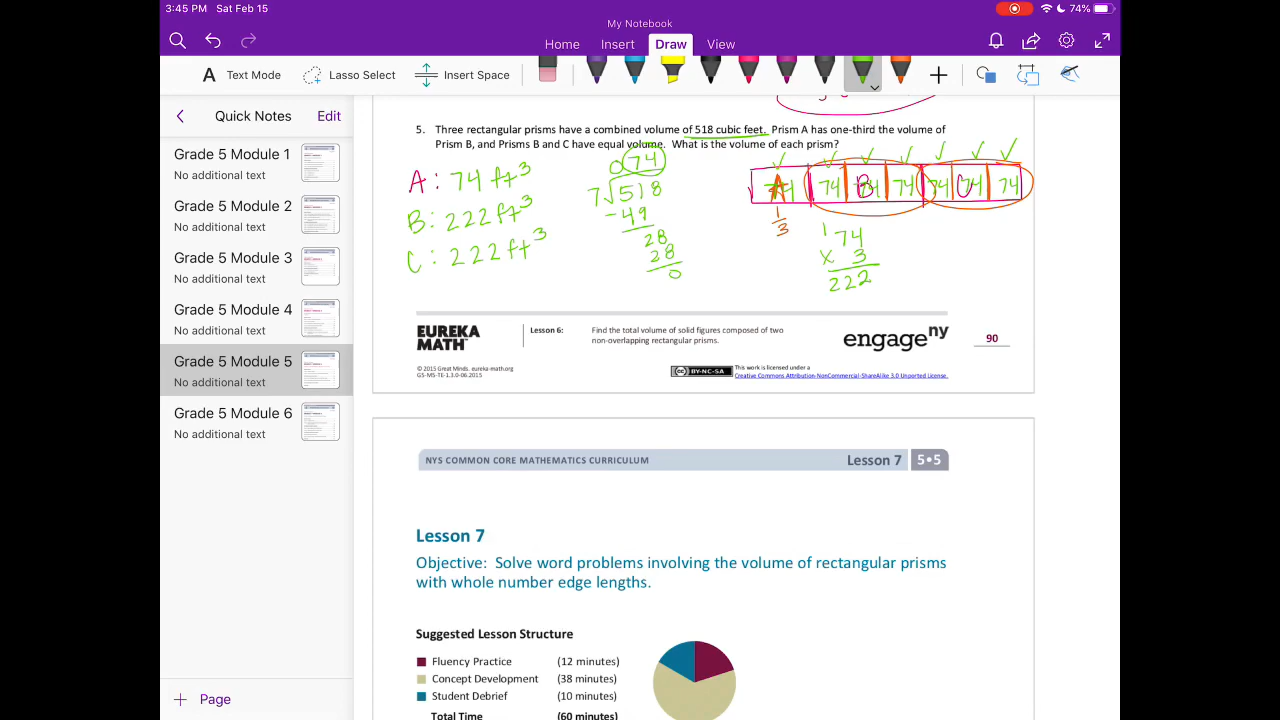 3:45 PM Sat Feb 15
74%
My Notebook
Home Insert Draw View
A Text Mode Lasso Select Insert Space
Quick Notes Edit
Grade 5 Module 1
No additional text
Grade 5 Module 2
No additional text
Grade 5 Module 3
No additional text
Grade 5 Module 4
No additional text
Grade 5 Module 5
No additional text
Grade 5 Module 6
No additional text
+ Page
5. Three rectangular prisms have a combined volume of 518 cubic feet. Prism A has one-third the volume of
Prism B, and Prisms B and C have equal volume. What is the volume of each prism?
A: 74 ft³
B: 222 ft³
C: 222 ft³
074
7 518
-49
28
28
0
74 74 74 74 74 74 74
A B C
1
3
1
74
x 3
222
EUREKA
MATH
Lesson 6: Find the total volume of solid figures composed of two
non-overlapping rectangular prisms.
engageny
90
© 2015 Great Minds. eureka-math.org
G5-M5-TE-1.3.0-06.2015
CC BY-NC-SA
This work is licensed under a
Creative Commons Attribution-NonCommercial-ShareAlike 3.0 Unported License.
NYS COMMON CORE MATHEMATICS CURRICULUM Lesson 7 5•5
Lesson 7
Objective: Solve word problems involving the volume of rectangular prisms
with whole number edge lengths.
Suggested Lesson Structure
Fluency Practice (12 minutes)
Concept Development (38 minutes)
Student Debrief (10 minutes)
Total Time (60 minutes)